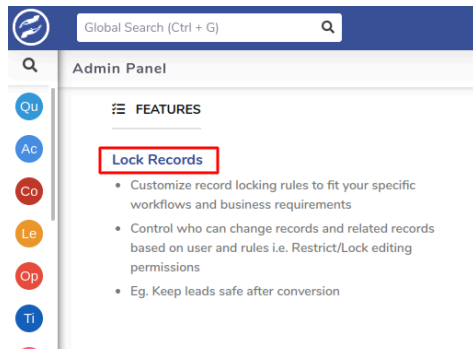 Global Search (Ctrl + G)
Admin Panel
Qu
FEATURES
Ac
Lock Records
• Customize record locking rules to fit your specific
Co
workflows and business requirements
• Control who can change records and related records
Le
based on user and rules i.e. Restrict/Lock editing
permissions
Op
• Eg. Keep leads safe after conversion
Ti